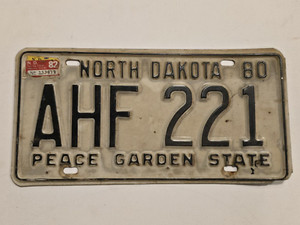 82
NORTH DAKOTA 80
AHF 221
PEACE GARDEN STATE